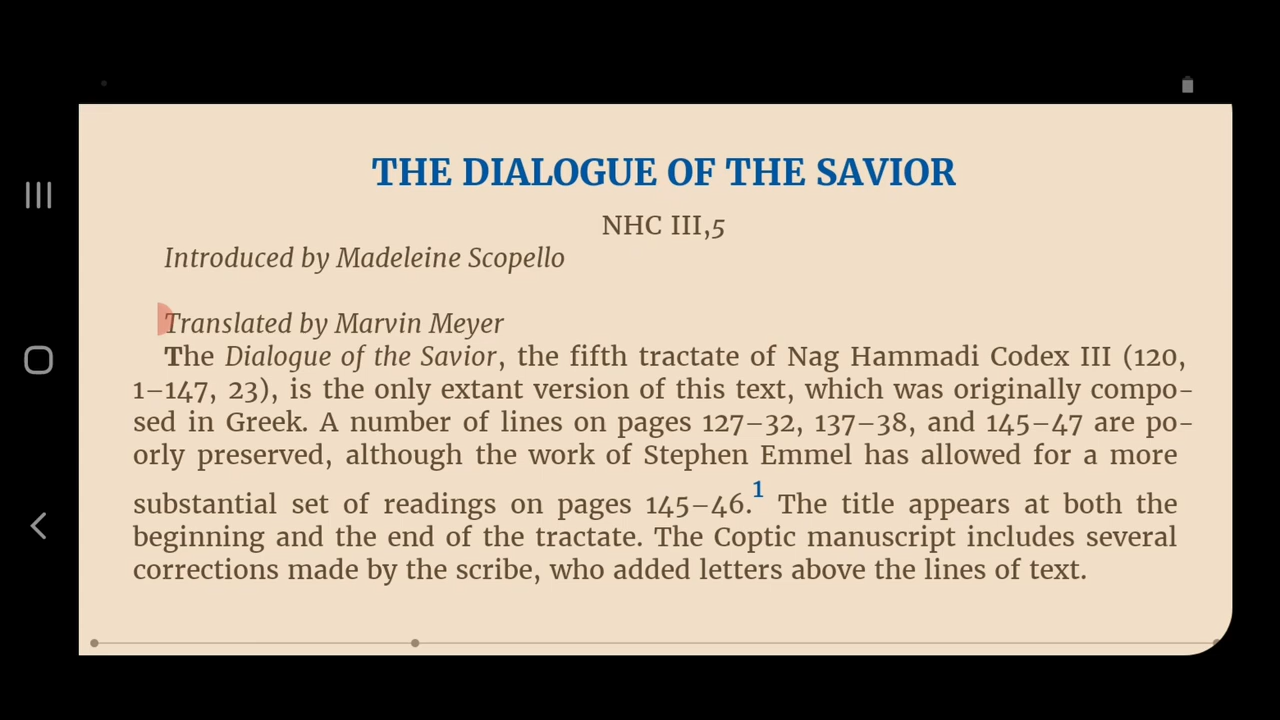 THE DIALOGUE OF THE SAVIOR
NHC III,5
Introduced by Madeleine Scopello
Translated by Marvin Meyer
The Dialogue of the Savior, the fifth tractate of Nag Hammadi Codex III (120,
1–147, 23), is the only extant version of this text, which was originally compo-
sed in Greek. A number of lines on pages 127–32, 137–38, and 145–47 are po-
orly preserved, although the work of Stephen Emmel has allowed for a more
substantial set of readings on pages 145–46.1 The title appears at both the
beginning and the end of the tractate. The Coptic manuscript includes several
corrections made by the scribe, who added letters above the lines of text.